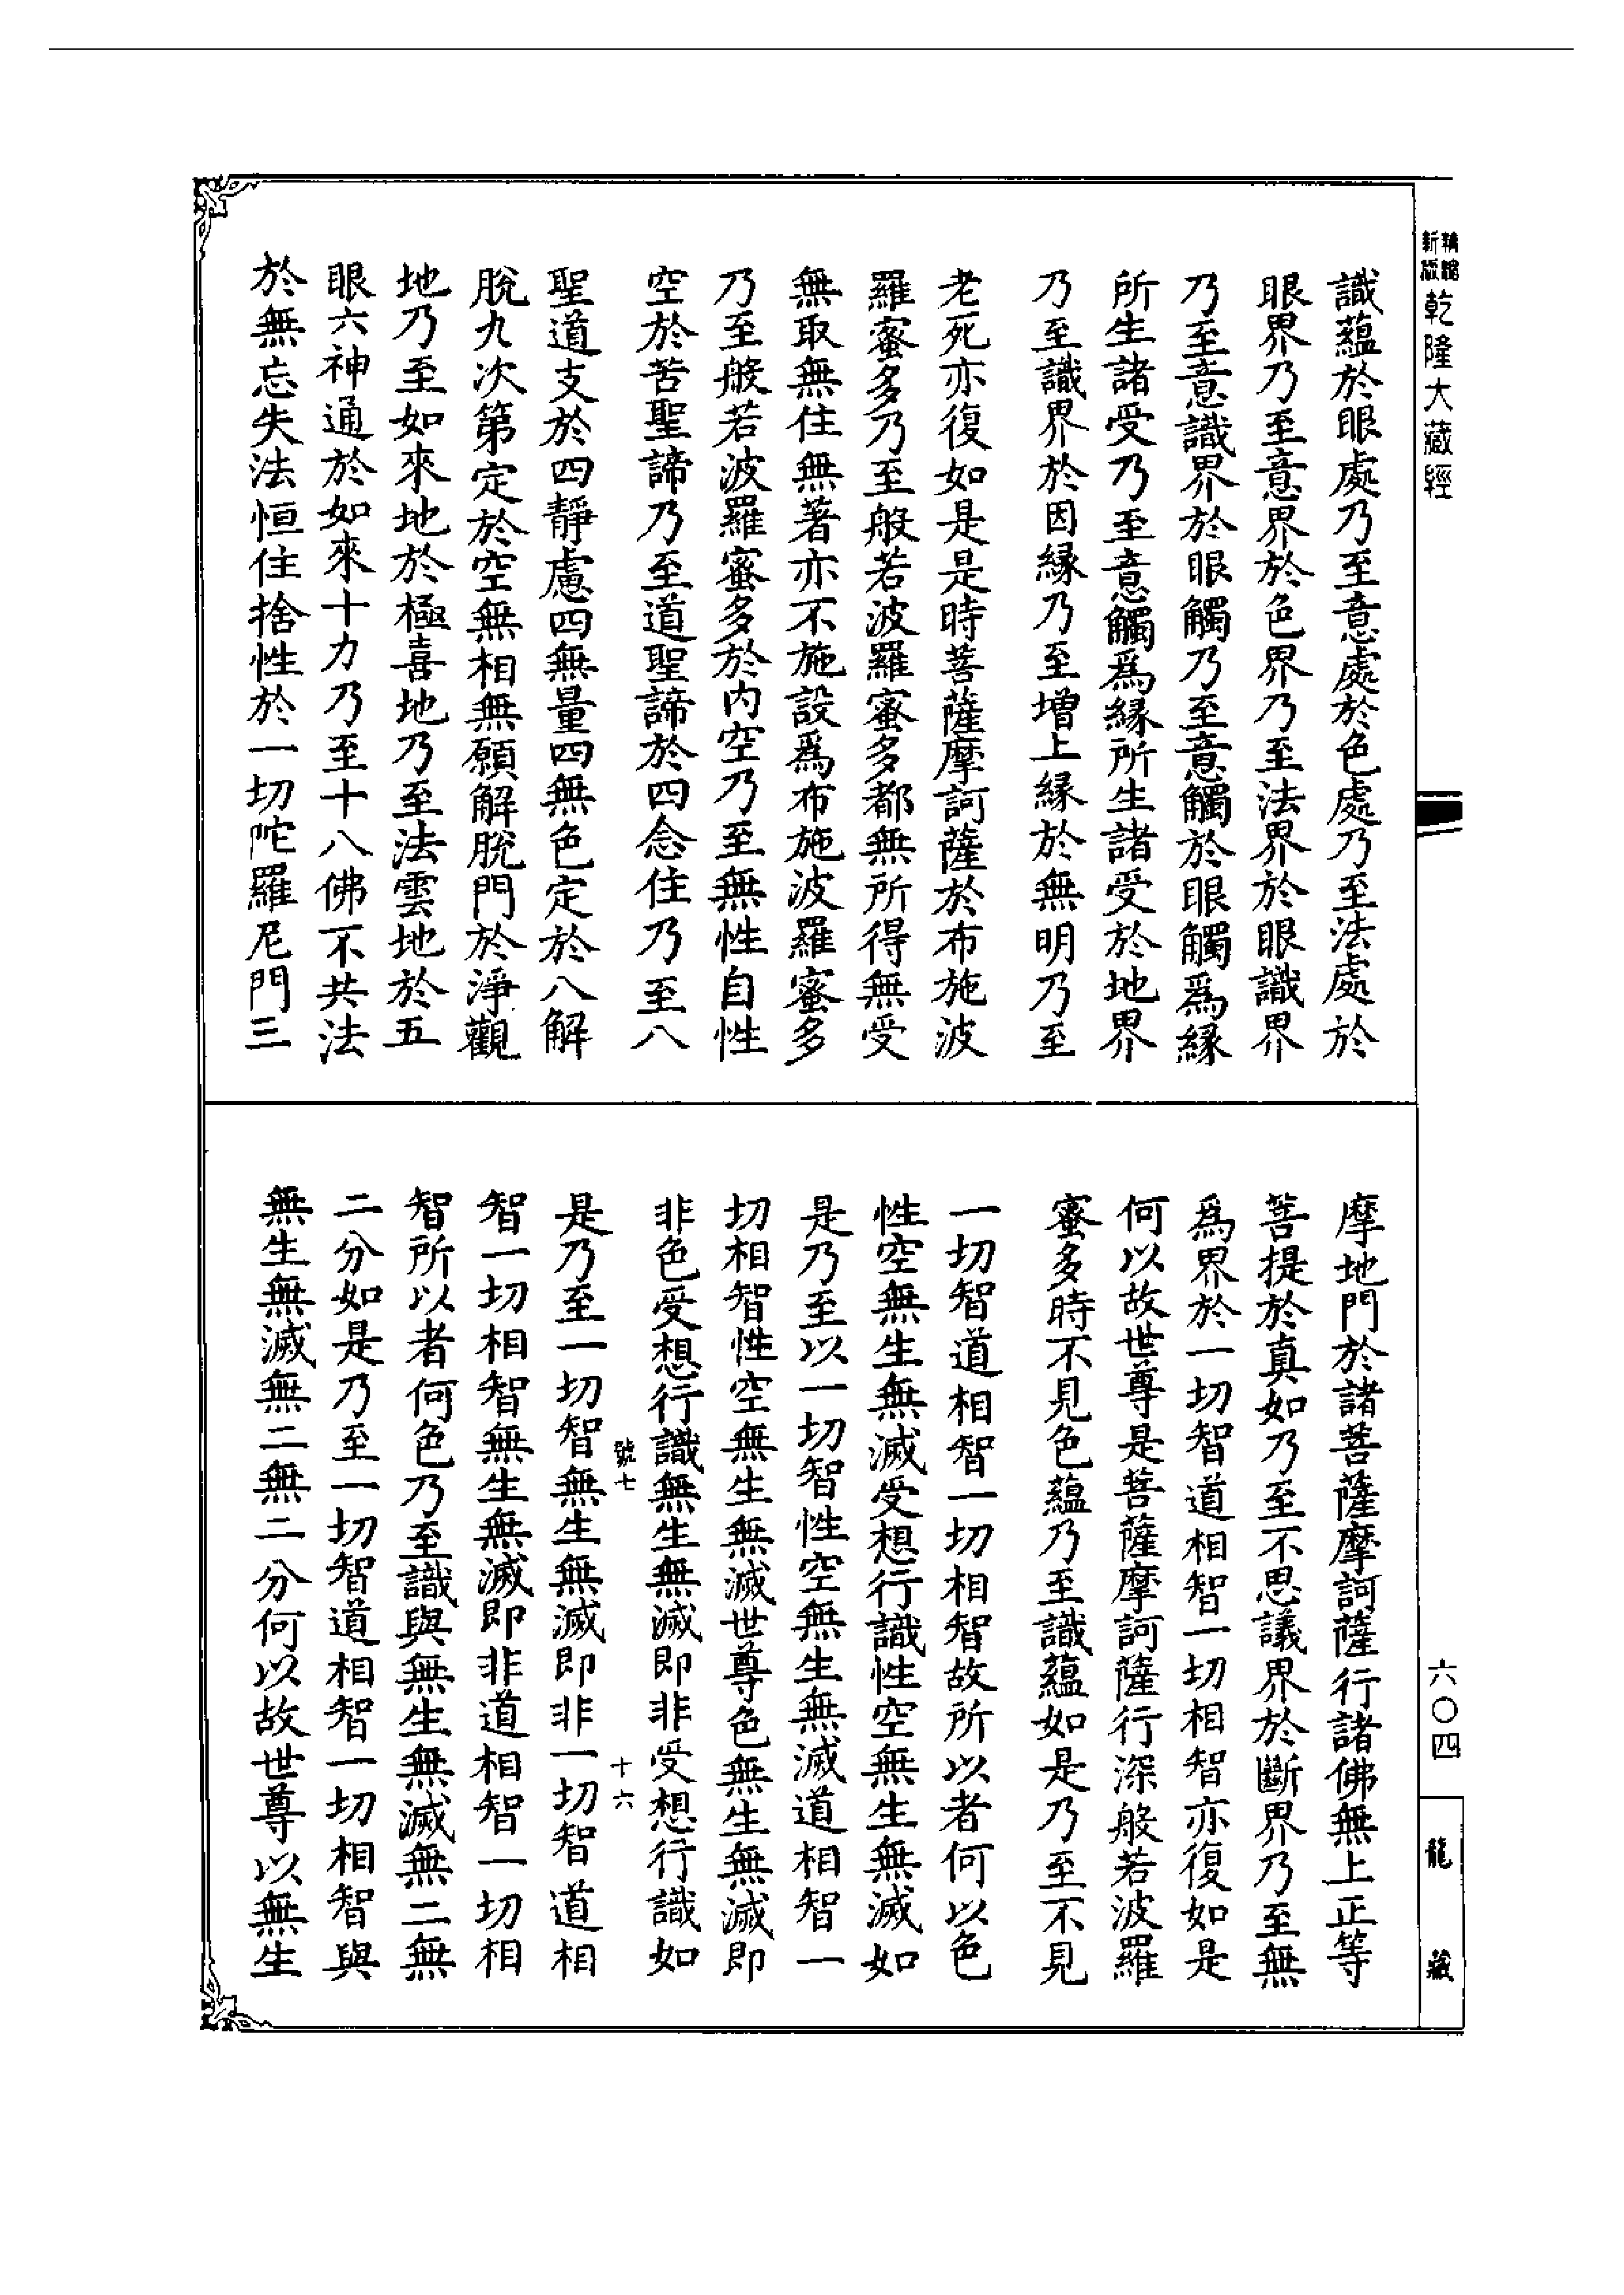 精縮新版乾隆大藏經
識蘊於眼處乃至意處於色處乃至法處於
眼界乃至意界於色界乃至法界於眼識界
乃至意識界於眼觸乃至意觸於眼觸爲緣
所生諸受乃至意觸爲緣所生諸受於地界
乃至識界於因緣乃至增上緣於無明乃至
老死亦復如是是時菩薩摩訶薩於布施波
羅蜜多乃至般若波羅蜜多都無所得無受
無取無住無著亦不施設爲布施波羅蜜多
乃至般若波羅蜜多於內空乃至無性自性
空於苦聖諦乃至道聖諦於四念住乃至八
聖道支於四靜慮四無量四無色定於八解
脫九次第定於空無相無願解脫門於淨觀
地乃至如來地於極喜地乃至法雲地於五
眼六神通於如來十力乃至十八佛不共法
於無忘失法恒住捨性於一切陀羅尼門三
摩地門於諸菩薩摩訶薩行諸佛無上正等
菩提於真如乃至不思議界於斷界乃至無
爲界於一切智道相智一切相智亦復如是
何以故世尊是菩薩摩訶薩行深般若波羅
蜜多時不見色蘊乃至識蘊如是乃至不見
一切智道相智一切相智故所以者何以色
性空無生無滅受想行識性空無生無滅如
是乃至以一切智性空無生無滅道相智一
切相智性空無生無滅世尊色無生無滅即
非色受想行識無生無滅即非受想行識如
號七
十六
是乃至一切智無生無滅即非一切智道相
智一切相智無生無滅即非道相智一切相
智所以者何色乃至識與無生無滅無二無
二分如是乃至一切智道相智一切相智與
無生無滅無二無二分何以故世尊以無生
六〇四
龍藏